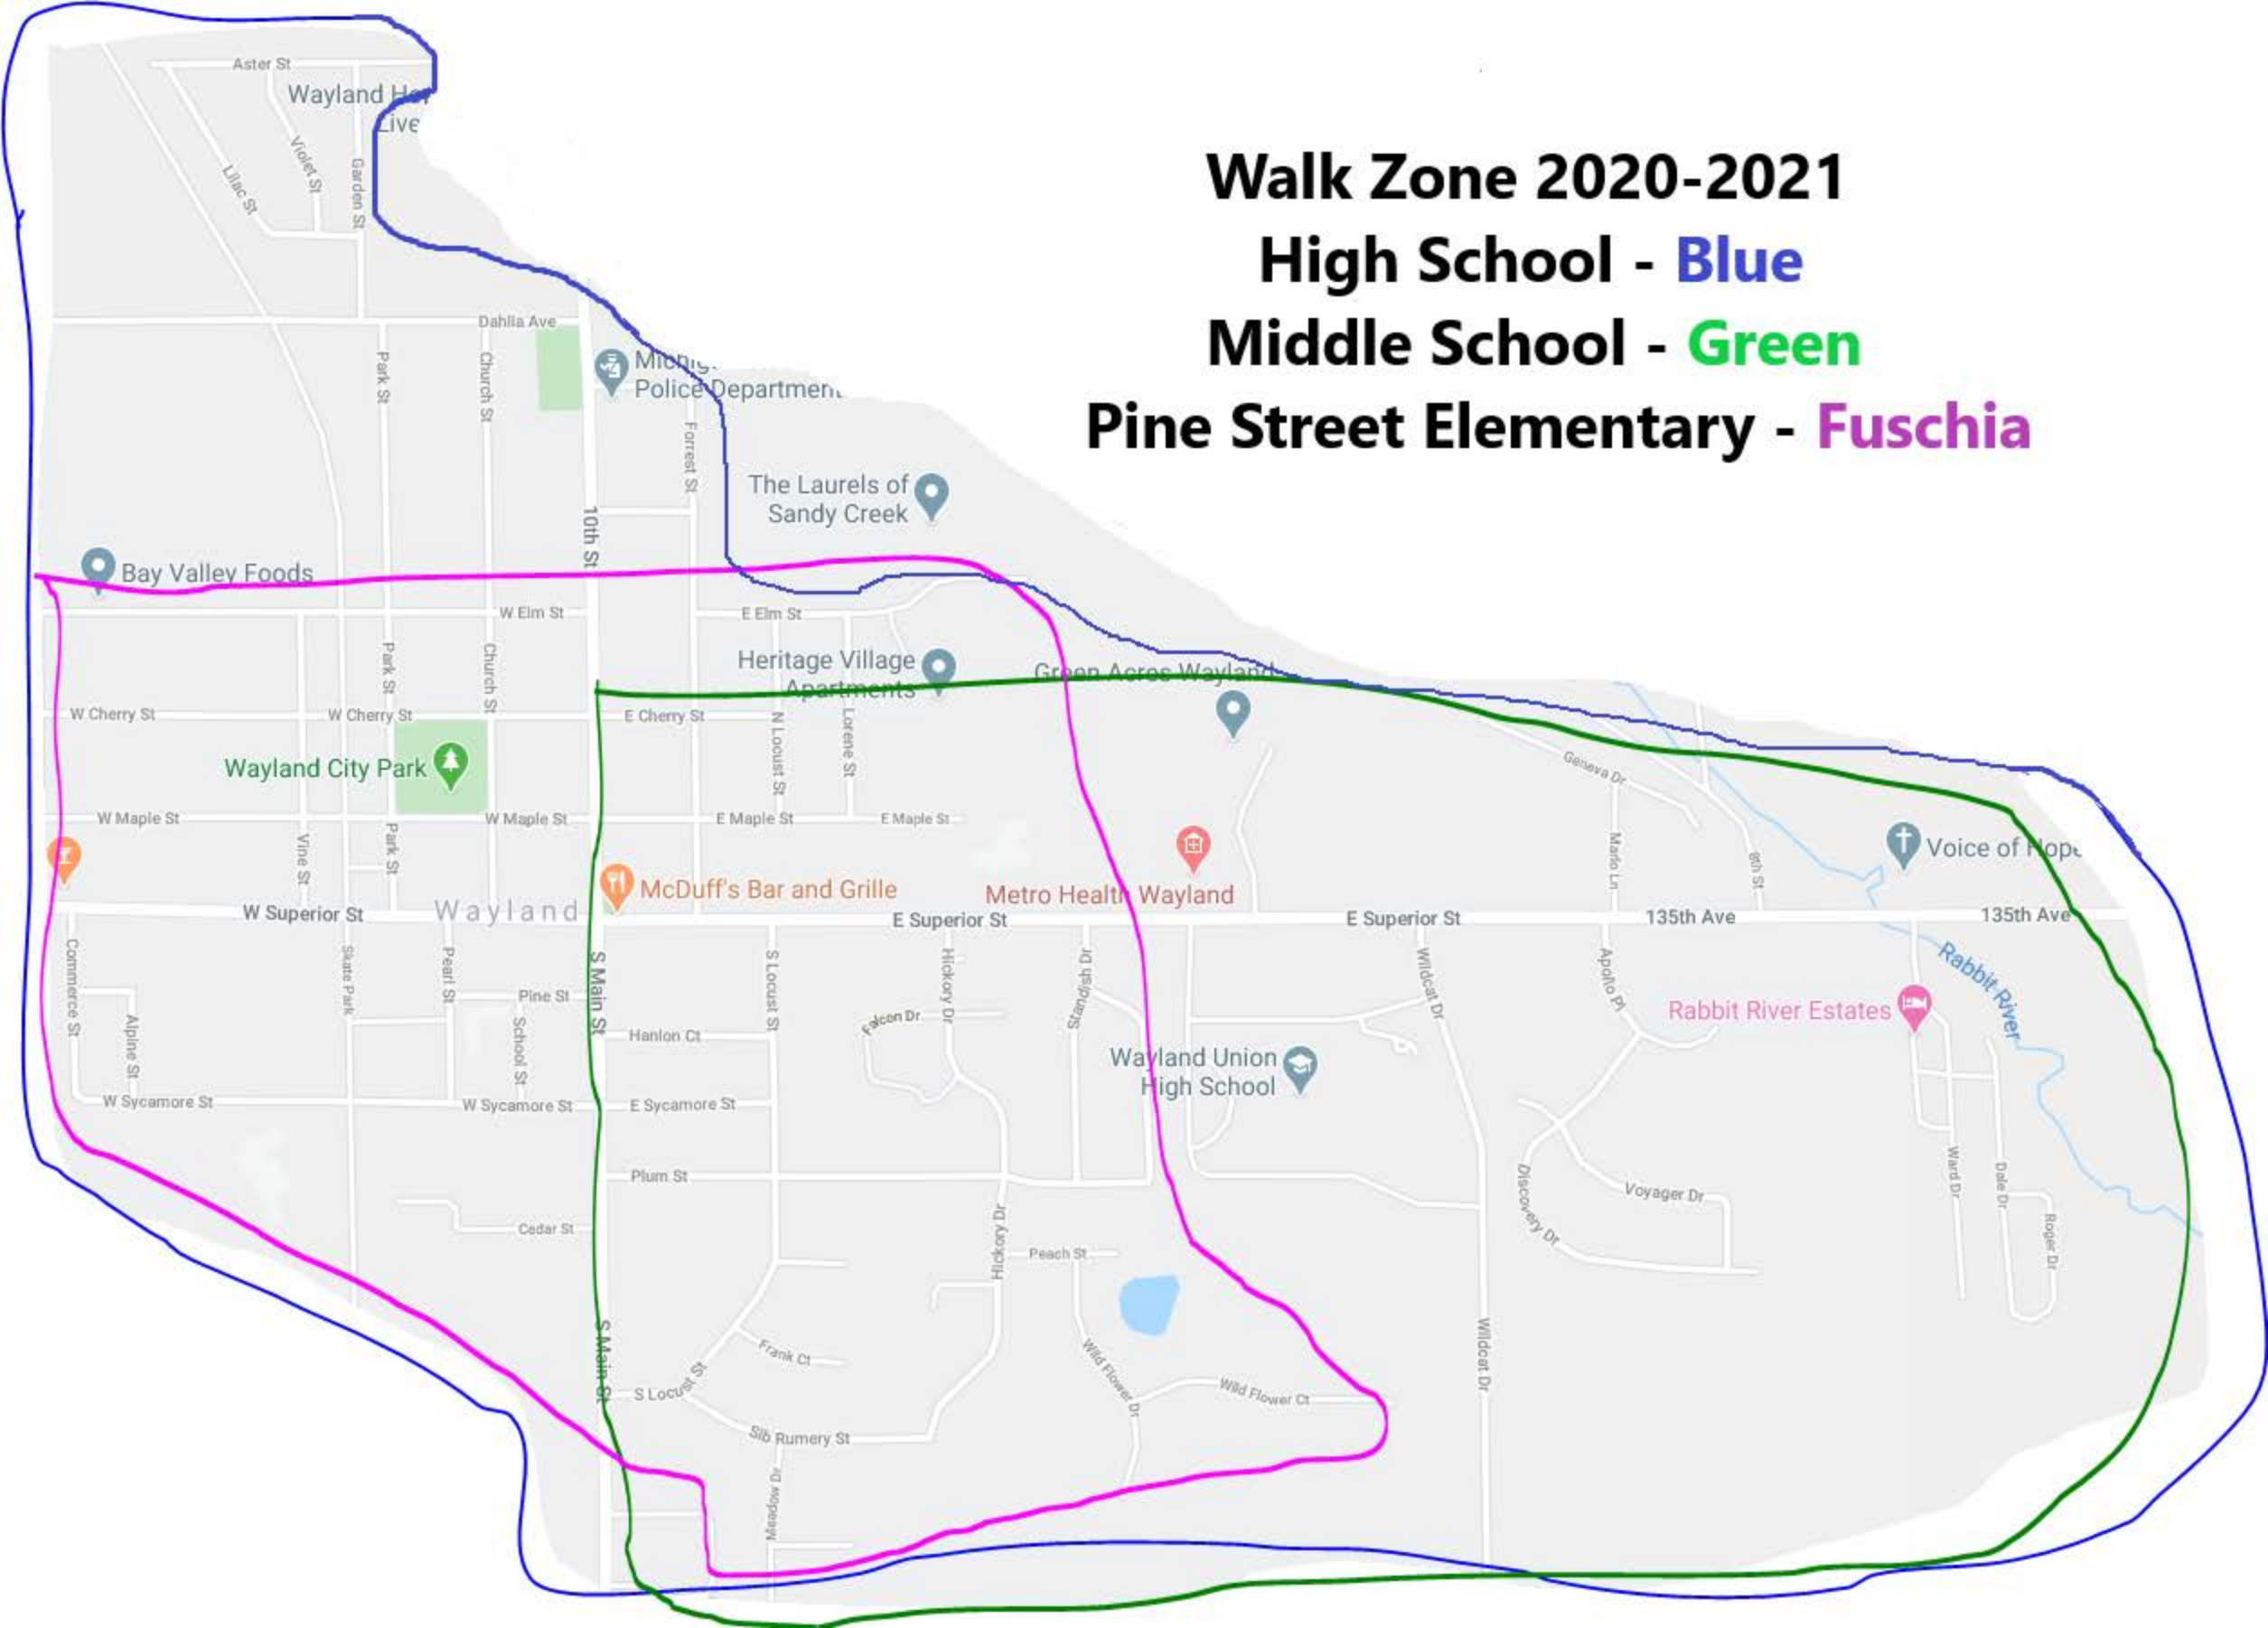 Walk Zone 2020-2021
High School - Blue
Middle School - Green
Pine Street Elementary - Fuschia
Aster St
Wayland
Live
Violet St
Lilac St
Garden St
Dahlia Ave
Park St
Church St
Police Department
Forrest St
The Laurels of
Sandy Creek
10th St
Bay Valley Foods
W Elm St
E Elm St
Park St
Church St
Heritage Village
Apartments
Green Acres Wayland
W Cherry St
W Cherry St
E Cherry St
N Locust St
Lorene St
Wayland City Park
Geneva Dr
W Maple St
W Maple St
E Maple St
E Maple St
Vine St
Park St
Marlo Ln
8th St
Voice of Hope
McDuff's Bar and Grille
Metro Health Wayland
W Superior St
Wayland
E Superior St
E Superior St
135th Ave
135th Ave
Commerce St
Skate Park
Pearl St
S Main St
S Locust St
Hickory Dr
Standish Dr
Wildcat Dr
Apollo Pl
Rabbit River
Pine St
Rabbit River Estates
Falcon Dr
Alpine St
School St
Hanlon Ct
Wayland Union
High School
W Sycamore St
W Sycamore St
E Sycamore St
Plum St
Discovery Dr
Voyager Dr
Ward Dr
Dale Dr
Roger Dr
Cedar St
Hickory Dr
Peach St
S Main St
Frank Ct
Wild Flower Dr
Wildcat Dr
S Locust St
Wild Flower Ct
Sib Rumery St
Meadow Dr